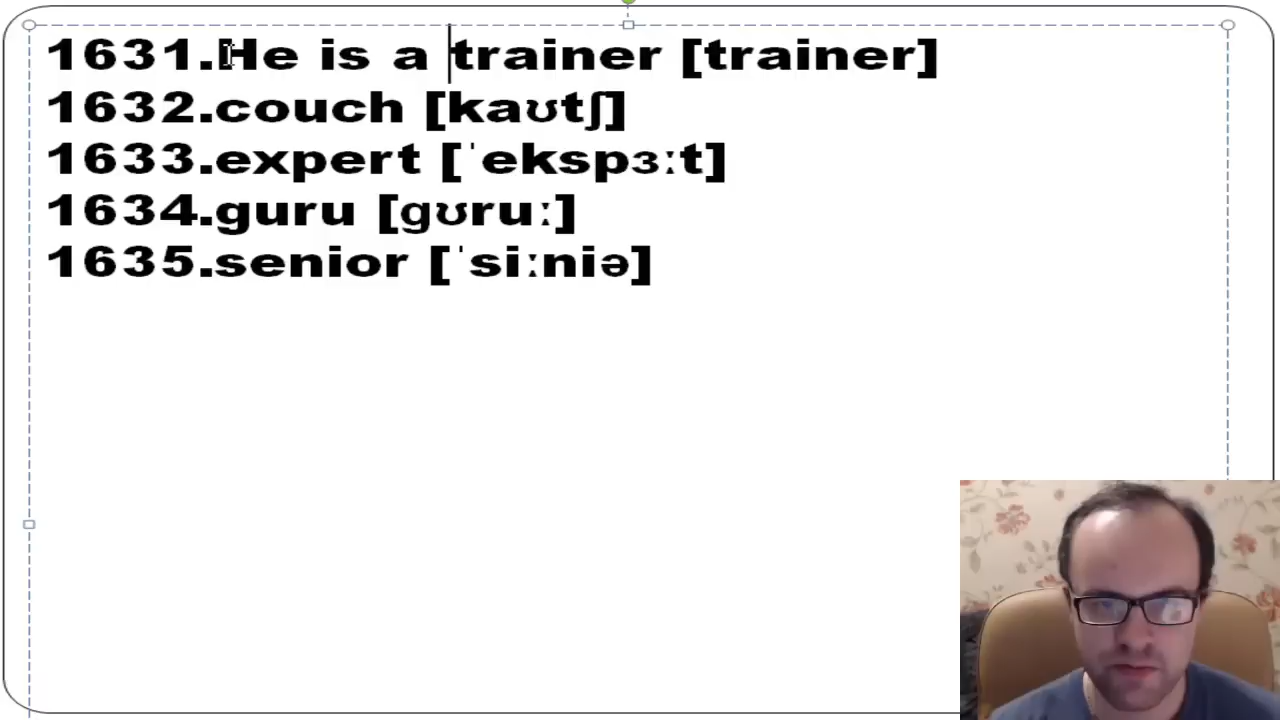 1631.He is a trainer [trainer]
1632.couch [kaʊtʃ]
1633.expert [ˈekspɜːt]
1634.guru [gʊruː]
1635.senior [ˈsiːniə]